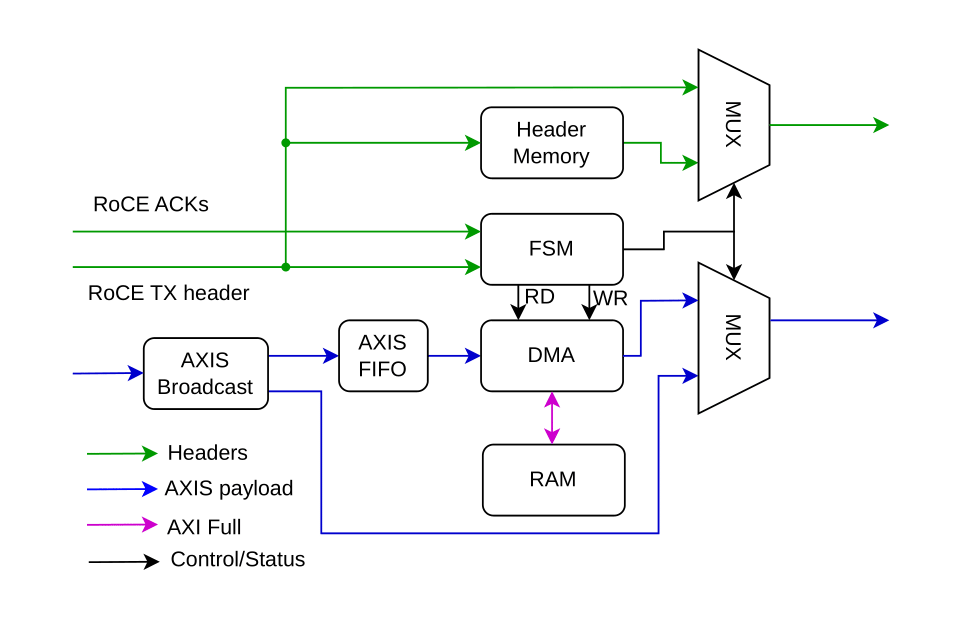 MUX
Header
Memory
RoCE ACKs
FSM
RoCE TX header
RD
WR
MUX
AXIS
Broadcast
AXIS
FIFO
DMA
RAM
Headers
AXIS payload
AXI Full
Control/Status